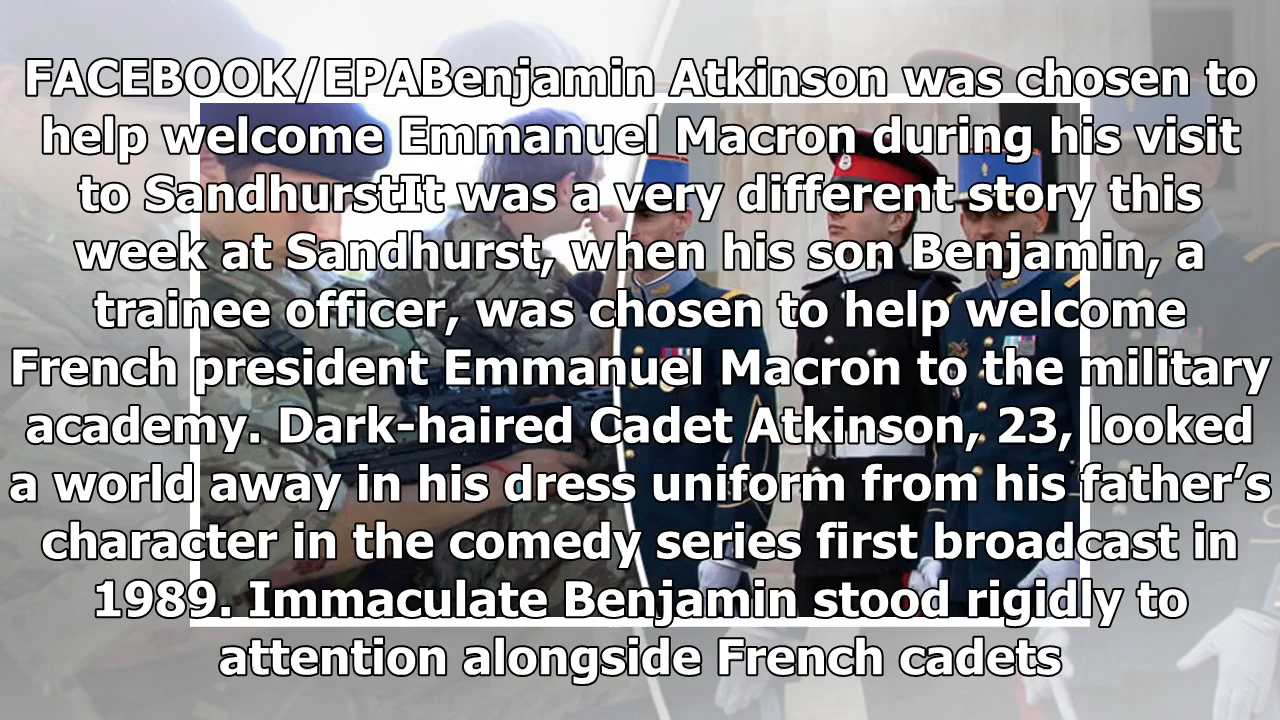 FACEBOOK/EPABenjamin Atkinson was chosen to
help welcome Emmanuel Macron during his visit
to SandhurstIt was a very different story this
week at Sandhurst, when his son Benjamin, a
trainee officer, was chosen to help welcome
French president Emmanuel Macron to the military
academy. Dark-haired Cadet Atkinson, 23, looked
a world away in his dress uniform from his father’s
character in the comedy series first broadcast in
1989. Immaculate Benjamin stood rigidly to
attention alongside French cadets